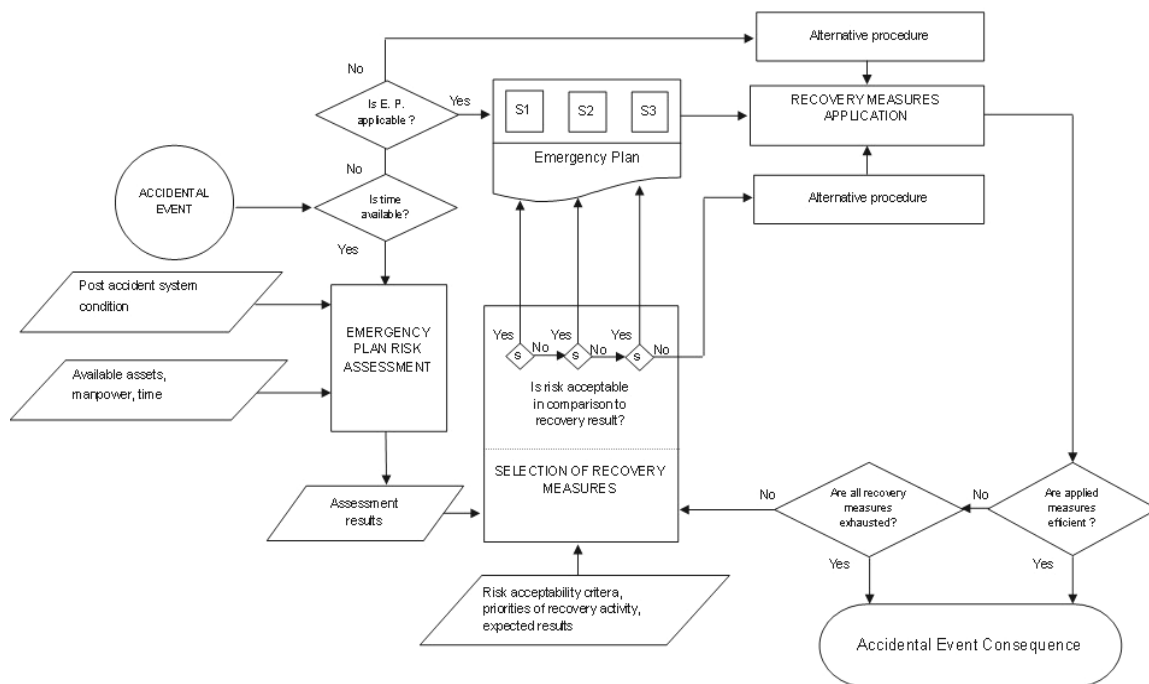 Alternative procedure
No
Is E. P.
applicable ?
Yes
S1
S2
S3
Emergency Plan
RECOVERY MEASURES
APPLICATION
No
ACCIDENTAL
EVENT
Is time
available?
Alternative procedure
Yes
Post accident system
condition
EMERGENCY
PLAN RISK
ASSESSMENT
Available assets,
manpower, time
Yes
Yes
Yes
No
No
No
s
s
s
Is risk acceptable
in comparison to
recovery result?
SELECTION OF RECOVERY
MEASURES
Assessment
results
No
Are all recovery
measures
exhausted?
No
Are applied
measures
efficient ?
Yes
Yes
Risk acceptability critera,
priorities of recovery activity,
expected results
Accidental Event Consequence